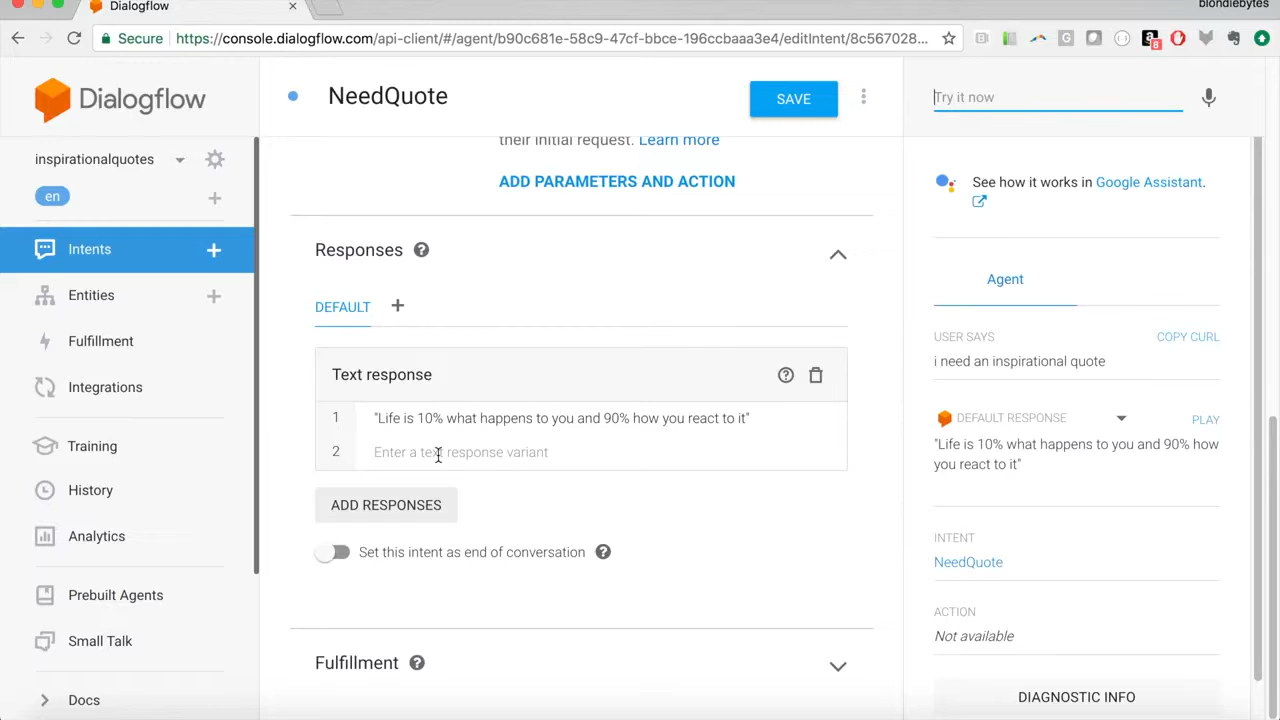 Dialogflow
blondiebytes
Secure
https://console.dialogflow.com/api-client/#/agent/b90c681e-58c9-47cf-bbce-196ccbaaa3e4/editIntent/8c567028...
8
Dialogflow
NeedQuote
SAVE
Try it now
inspirationalquotes
en
Intents
Entities
Fulfillment
Integrations
Training
History
Analytics
Prebuilt Agents
Small Talk
Docs
their initial request. Learn more
ADD PARAMETERS AND ACTION
Responses
DEFAULT
Text response
1 "Life is 10% what happens to you and 90% how you react to it"
2 Enter a text response variant
ADD RESPONSES
Set this intent as end of conversation
Fulfillment
See how it works in Google Assistant.
Agent
USER SAYS COPY CURL
i need an inspirational quote
DEFAULT RESPONSE PLAY
"Life is 10% what happens to you and 90% how
you react to it"
INTENT
NeedQuote
ACTION
Not available
DIAGNOSTIC INFO